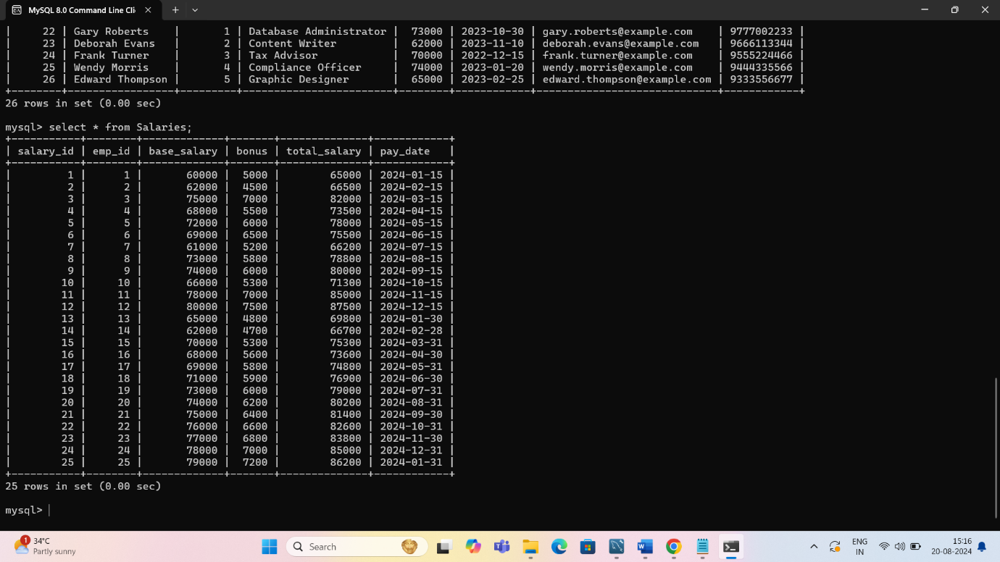 MySQL 8.0 Command Line Cli
|     22 | Gary Roberts    |       1 | Database Administrator |  73000 | 2023-10-30 | gary.roberts@example.com    | 9777002233 |
|     23 | Deborah Evans   |       2 | Content Writer         |  62000 | 2023-11-10 | deborah.evans@example.com   | 9666113344 |
|     24 | Frank Turner    |       3 | Tax Advisor            |  70000 | 2022-12-15 | frank.turner@example.com    | 9555224466 |
|     25 | Wendy Morris    |       4 | Compliance Officer     |  74000 | 2023-01-20 | wendy.morris@example.com    | 9444335566 |
|     26 | Edward Thompson |       5 | Graphic Designer       |  65000 | 2023-02-25 | edward.thompson@example.com | 9333556677 |
26 rows in set (0.00 sec)
mysql> select * from Salaries;
| salary_id | emp_id | base_salary | bonus | total_salary | pay_date   |
|         1 |      1 |       60000 |  5000 |        65000 | 2024-01-15 |
|         2 |      2 |       62000 |  4500 |        66500 | 2024-02-15 |
|         3 |      3 |       75000 |  7000 |        82000 | 2024-03-15 |
|         4 |      4 |       68000 |  5500 |        73500 | 2024-04-15 |
|         5 |      5 |       72000 |  6000 |        78000 | 2024-05-15 |
|         6 |      6 |       69000 |  6500 |        75500 | 2024-06-15 |
|         7 |      7 |       61000 |  5200 |        66200 | 2024-07-15 |
|         8 |      8 |       73000 |  5800 |        78800 | 2024-08-15 |
|         9 |      9 |       74000 |  6000 |        80000 | 2024-09-15 |
|        10 |     10 |       66000 |  5300 |        71300 | 2024-10-15 |
|        11 |     11 |       78000 |  7000 |        85000 | 2024-11-15 |
|        12 |     12 |       80000 |  7500 |        87500 | 2024-12-15 |
|        13 |     13 |       65000 |  4800 |        69800 | 2024-01-30 |
|        14 |     14 |       62000 |  4700 |        66700 | 2024-02-28 |
|        15 |     15 |       70000 |  5300 |        75300 | 2024-03-31 |
|        16 |     16 |       68000 |  5600 |        73600 | 2024-04-30 |
|        17 |     17 |       69000 |  5800 |        74800 | 2024-05-31 |
|        18 |     18 |       71000 |  5900 |        76900 | 2024-06-30 |
|        19 |     19 |       73000 |  6000 |        79000 | 2024-07-31 |
|        20 |     20 |       74000 |  6200 |        80200 | 2024-08-31 |
|        21 |     21 |       75000 |  6400 |        81400 | 2024-09-30 |
|        22 |     22 |       76000 |  6600 |        82600 | 2024-10-31 |
|        23 |     23 |       77000 |  6800 |        83800 | 2024-11-30 |
|        24 |     24 |       78000 |  7000 |        85000 | 2024-12-31 |
|        25 |     25 |       79000 |  7200 |        86200 | 2024-01-31 |
25 rows in set (0.00 sec)
mysql>
1 34°C
Partly sunny
Search
ENG
IN
15:16
20-08-2024